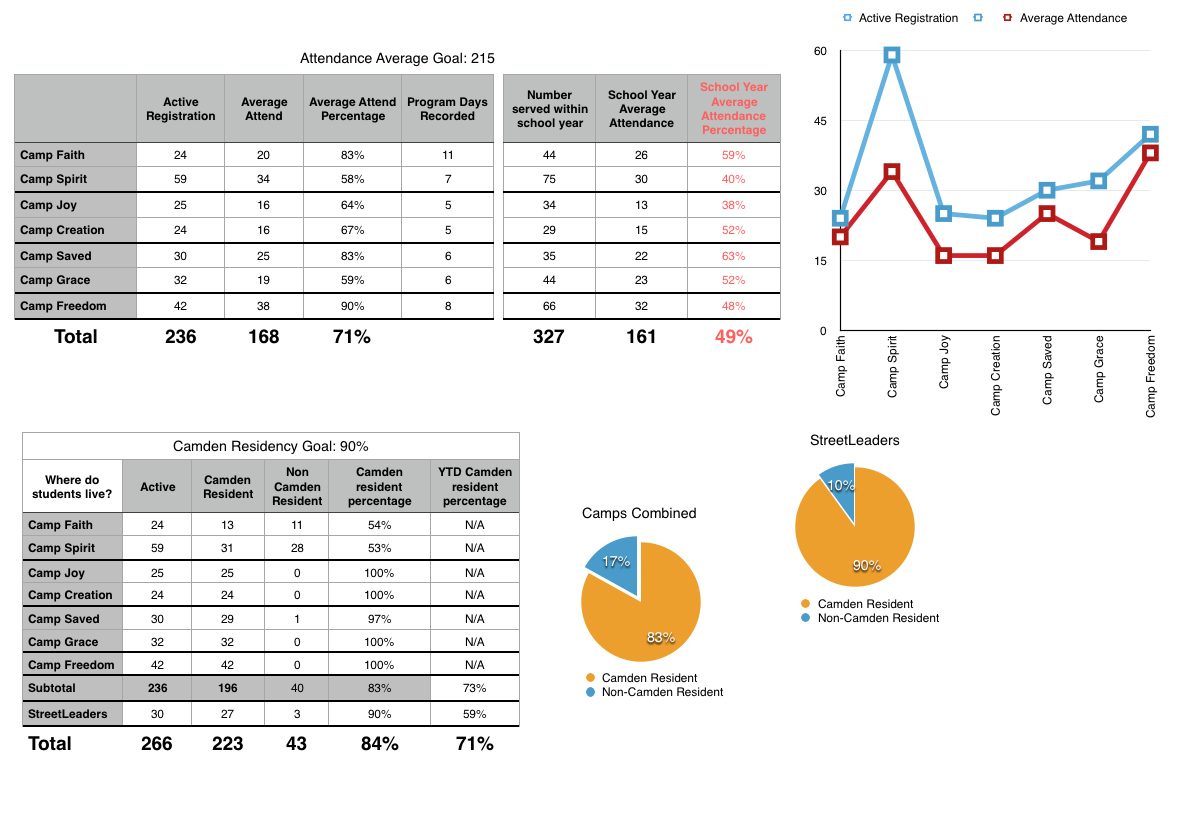 Attendance Average Goal: 215
Active Registration Average Attend Average Attend Percentage Program Days Recorded Number served within school year School Year Average Attendance School Year Average Attendance Percentage
Camp Faith 24 20 83% 11 44 26 59%
Camp Spirit 59 34 58% 7 75 30 40%
Camp Joy 25 16 64% 5 34 13 38%
Camp Creation 24 16 67% 5 29 15 52%
Camp Saved 30 25 83% 6 35 22 63%
Camp Grace 32 19 59% 6 44 23 52%
Camp Freedom 42 38 90% 8 66 32 48%
Total 236 168 71% 327 161 49%
Active Registration Average Attendance
60
45
30
15
0
Camp Faith
Camp Spirit
Camp Joy
Camp Creation
Camp Saved
Camp Grace
Camp Freedom
Camden Residency Goal: 90%
Where do students live? Active Camden Resident Non Camden Resident Camden resident percentage YTD Camden resident percentage
Camp Faith 24 13 11 54% N/A
Camp Spirit 59 31 28 53% N/A
Camp Joy 25 25 0 100% N/A
Camp Creation 24 24 0 100% N/A
Camp Saved 30 29 1 97% N/A
Camp Grace 32 32 0 100% N/A
Camp Freedom 42 42 0 100% N/A
Subtotal 236 196 40 83% 73%
StreetLeaders 30 27 3 90% 59%
Total 266 223 43 84% 71%
Camps Combined
17%
83%
Camden Resident
Non-Camden Resident
StreetLeaders
10%
90%
Camden Resident
Non-Camden Resident